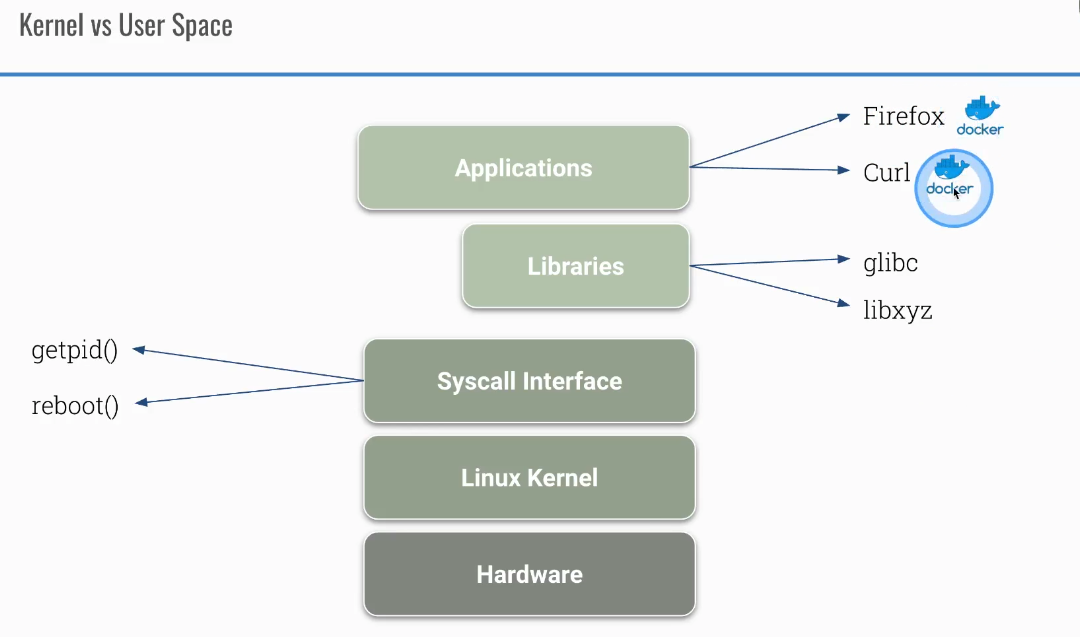 Kernel vs User Space
Applications
Firefox
docker
Curl
docker
Libraries
glibc
libxyz
getpid()
reboot()
Syscall Interface
Linux Kernel
Hardware